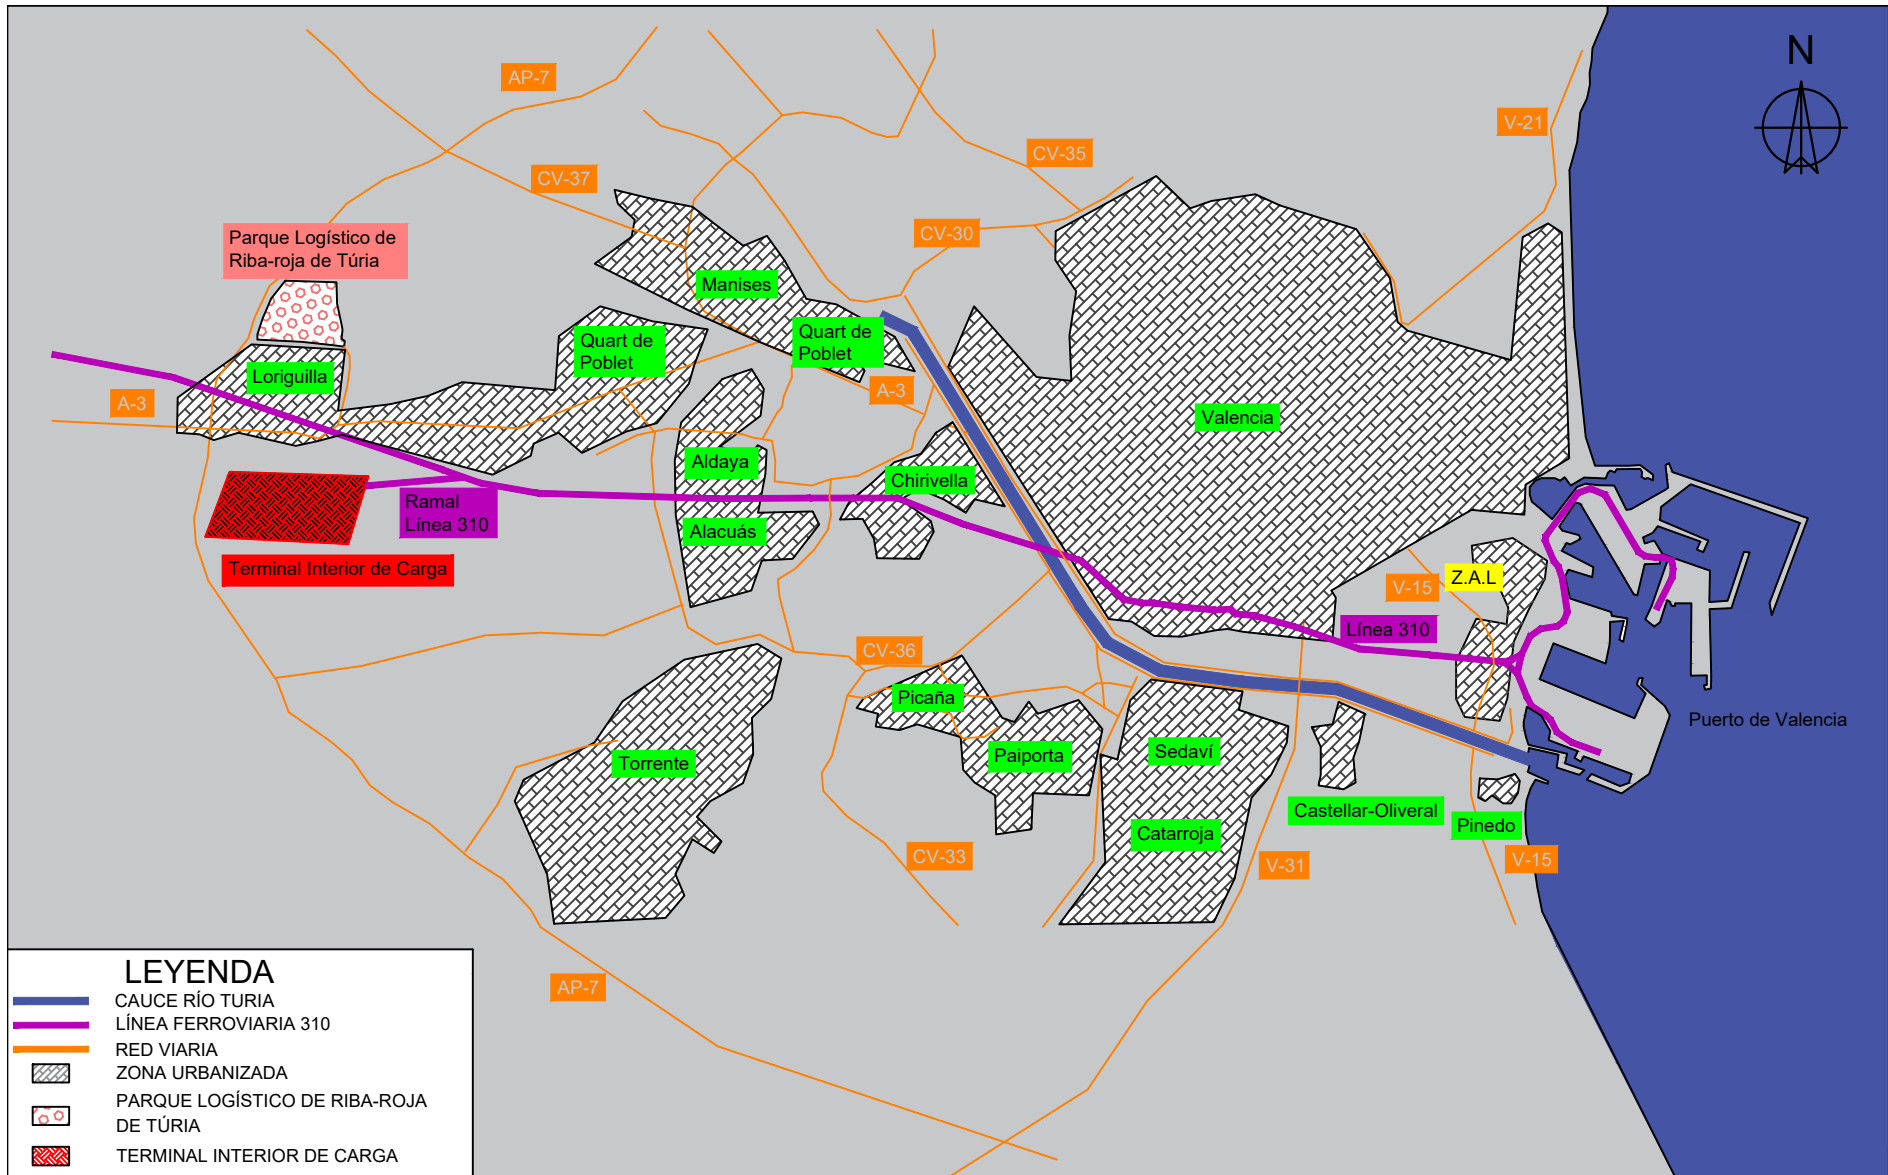 N
AP-7
V-21
CV-35
CV-37
CV-30
Parque Logístico de
Riba-roja de Túria
Manises
Quart de
Poblet
Quart de
Poblet
Loriguilla
A-3
A-3
Valencia
Aldaya
Chirivella
Ramal
Línea 310
Alacuás
Terminal Interior de Carga
Z.A.L
V-15
Línea 310
CV-36
Picaña
Puerto de Valencia
Torrente
Paiporta
Sedaví
Castellar-Oliveral
Pinedo
Catarroja
CV-33
V-31
V-15
AP-7
LEYENDA
CAUCE RÍO TURIA
LÍNEA FERROVIARIA 310
RED VIARIA
ZONA URBANIZADA
PARQUE LOGÍSTICO DE RIBA-ROJA
DE TÚRIA
TERMINAL INTERIOR DE CARGA